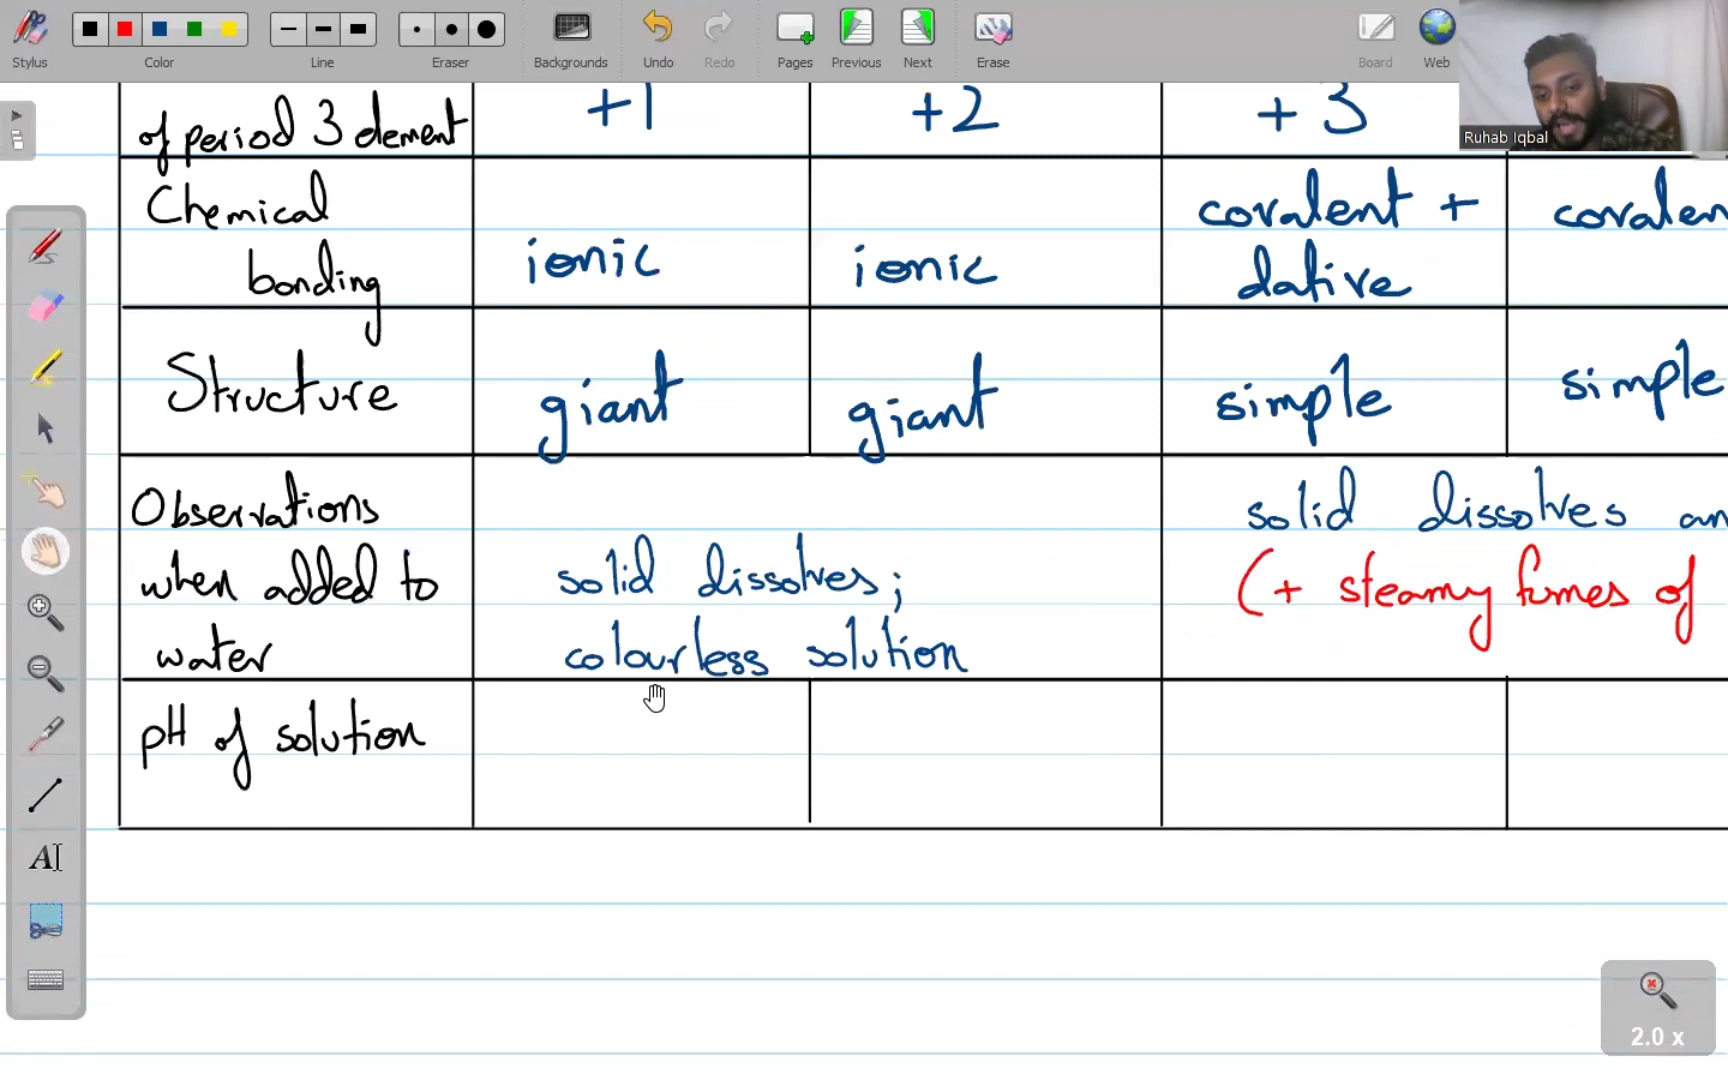 Stylus
Color
Line
Eraser
Backgrounds
Undo
Redo
Pages
Previous
Next
Erase
Board
Web
Ruhab Iqbal
of period 3 element
+1
+2
+3
Chemical
bonding
ionic
ionic
covalent +
dative
covalen
Structure
giant
giant
simple
simple
Observations
when added to
water
solid dissolves;
colourless solution
solid dissolves an
(+ steamy fumes of
pH of solution
2.0 x